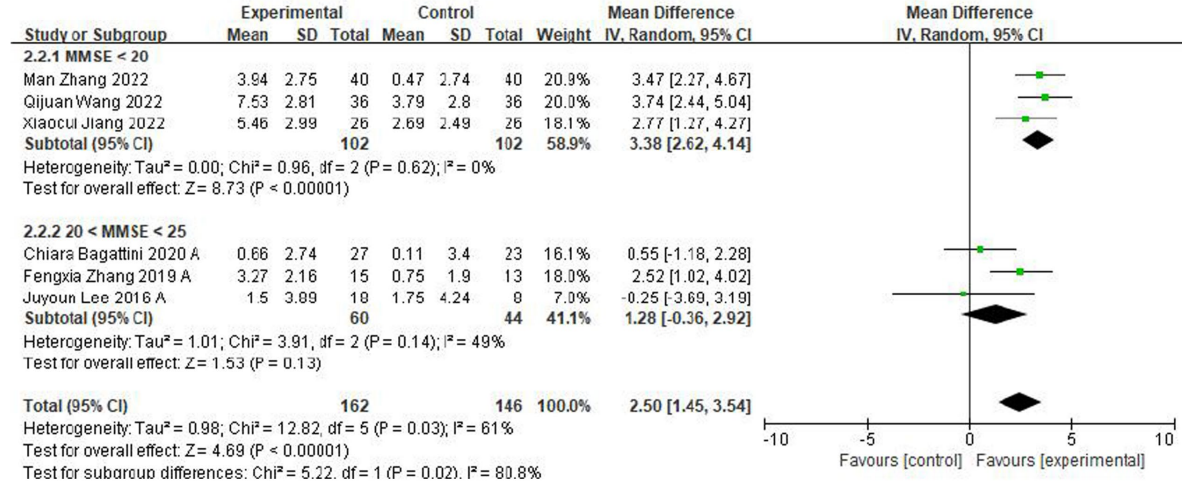 Experimental Control Mean Difference Mean Difference
Study or Subgroup Mean SD Total Mean SD Total Weight IV, Random, 95% CI IV, Random, 95% CI
2.2.1 MMSE < 20
Man Zhang 2022 3.94 2.75 40 0.47 2.74 40 20.9% 3.47 [2.27, 4.67]
Qijuan Wang 2022 7.53 2.81 36 3.79 2.8 36 20.0% 3.74 [2.44, 5.04]
Xiaocui Jiang 2022 5.46 2.99 26 2.69 2.49 26 18.1% 2.77 [1.27, 4.27]
Subtotal (95% CI) 102 102 58.9% 3.38 [2.62, 4.14]
Heterogeneity: Tau² = 0.00; Chi² = 0.96, df = 2 (P = 0.62); I² = 0%
Test for overall effect: Z = 8.73 (P < 0.00001)
2.2.2 20 < MMSE < 25
Chiara Bagattini 2020 A 0.66 2.74 27 0.11 3.4 23 16.1% 0.55 [-1.18, 2.28]
Fengxia Zhang 2019 A 3.27 2.16 15 0.75 1.9 13 18.0% 2.52 [1.02, 4.02]
Juyoun Lee 2016 A 1.5 3.89 18 1.75 4.24 8 7.0% -0.25 [-3.69, 3.19]
Subtotal (95% CI) 60 44 41.1% 1.28 [-0.36, 2.92]
Heterogeneity: Tau² = 1.01; Chi² = 3.91, df = 2 (P = 0.14); I² = 49%
Test for overall effect: Z = 1.53 (P = 0.13)
Total (95% CI) 162 146 100.0% 2.50 [1.45, 3.54]
Heterogeneity: Tau² = 0.98; Chi² = 12.82, df = 5 (P = 0.03); I² = 61%
Test for overall effect: Z = 4.69 (P < 0.00001)
Test for subgroup differences: Chi² = 5.22, df = 1 (P = 0.02), I² = 80.8%
-10 -5 0 5 10
Favours [control] Favours [experimental]